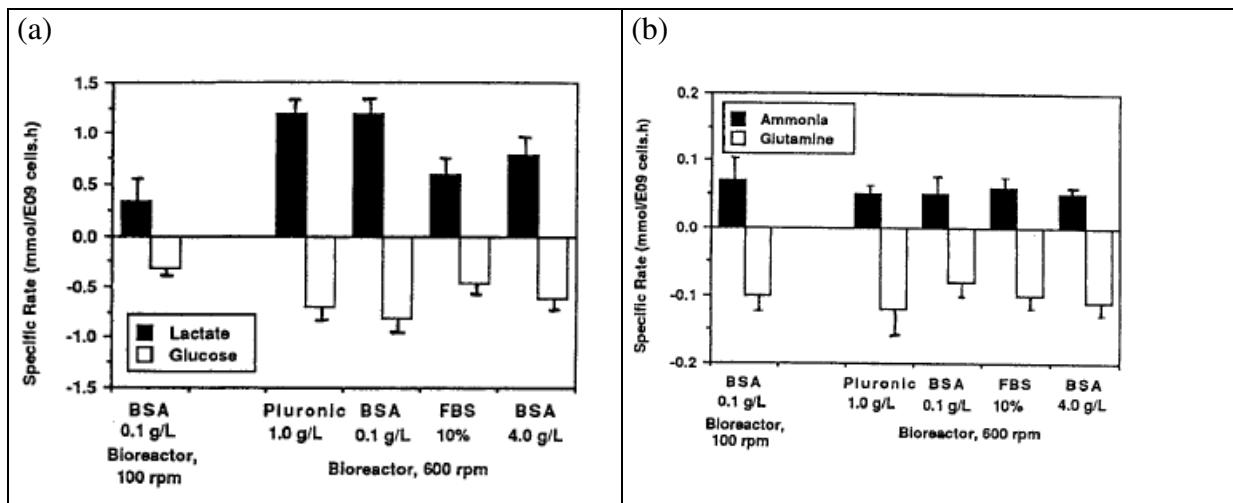 (a)
Specific Rate (mmol/E09 cells.h)
1.5
1.0
0.5
0.0
-0.5
-1.0
-1.5
Lactate
Glucose
BSA
0.1 g/L
Bioreactor,
100 rpm
Pluronic
1.0 g/L
BSA
0.1 g/L
FBS
10%
BSA
4.0 g/L
Bioreactor, 600 rpm
(b)
Specific Rate (mmol/E09 cells.h)
0.2
0.1
0.0
-0.1
-0.2
Ammonia
Glutamine
BSA
0.1 g/L
Bioreactor,
100 rpm
Pluronic
1.0 g/L
BSA
0.1 g/L
FBS
10%
BSA
4.0 g/L
Bioreactor, 600 rpm